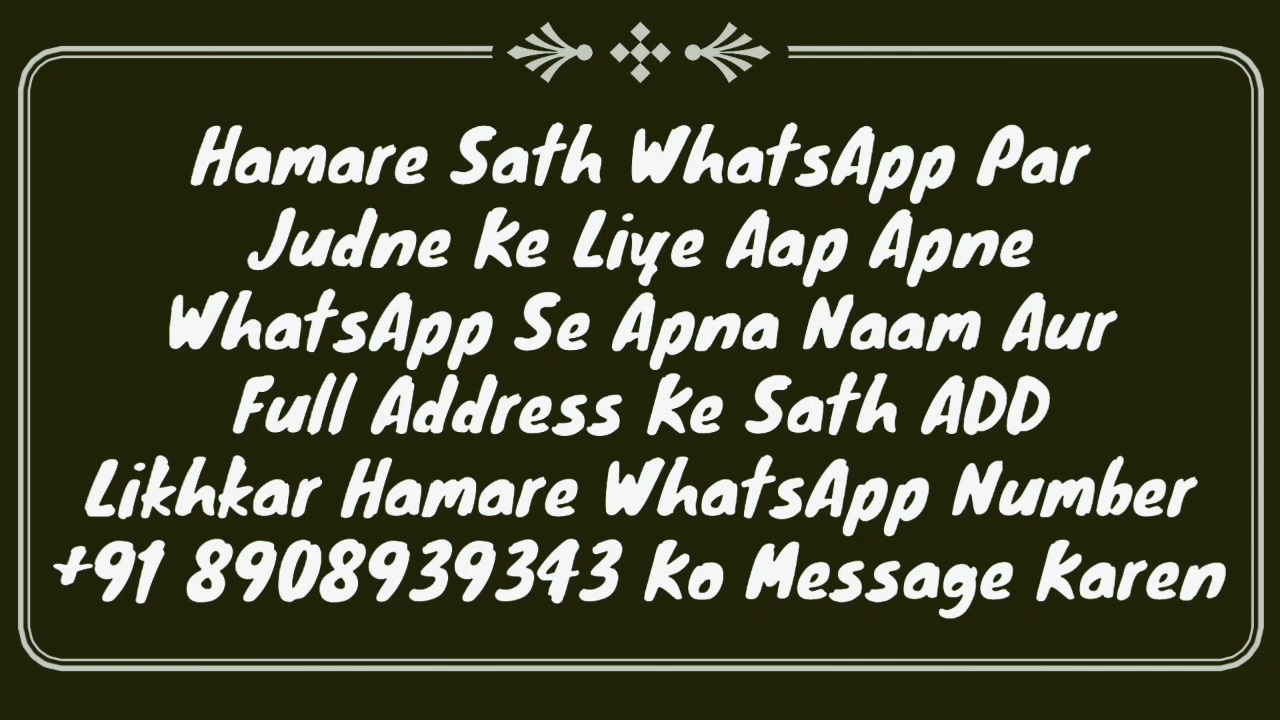 Hamare Sath WhatsApp Par
Judne Ke Liye Aap Apne
WhatsApp Se Apna Naam Aur
Full Address Ke Sath ADD
Likhkar Hamare WhatsApp Number
+91 8908939343 Ko Message Karen